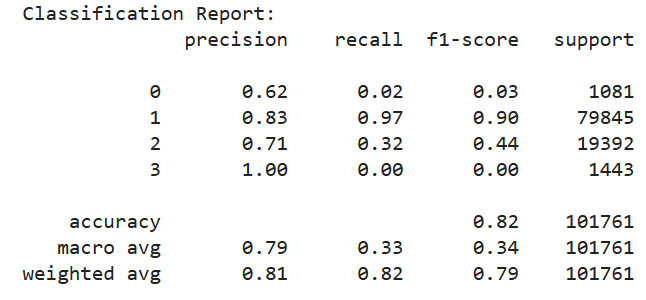 Classification Report:
precision recall f1-score support
0 0.62 0.02 0.03 1081
1 0.83 0.97 0.90 79845
2 0.71 0.32 0.44 19392
3 1.00 0.00 0.00 1443
accuracy 0.82 101761
macro avg 0.79 0.33 0.34 101761
weighted avg 0.81 0.82 0.79 101761